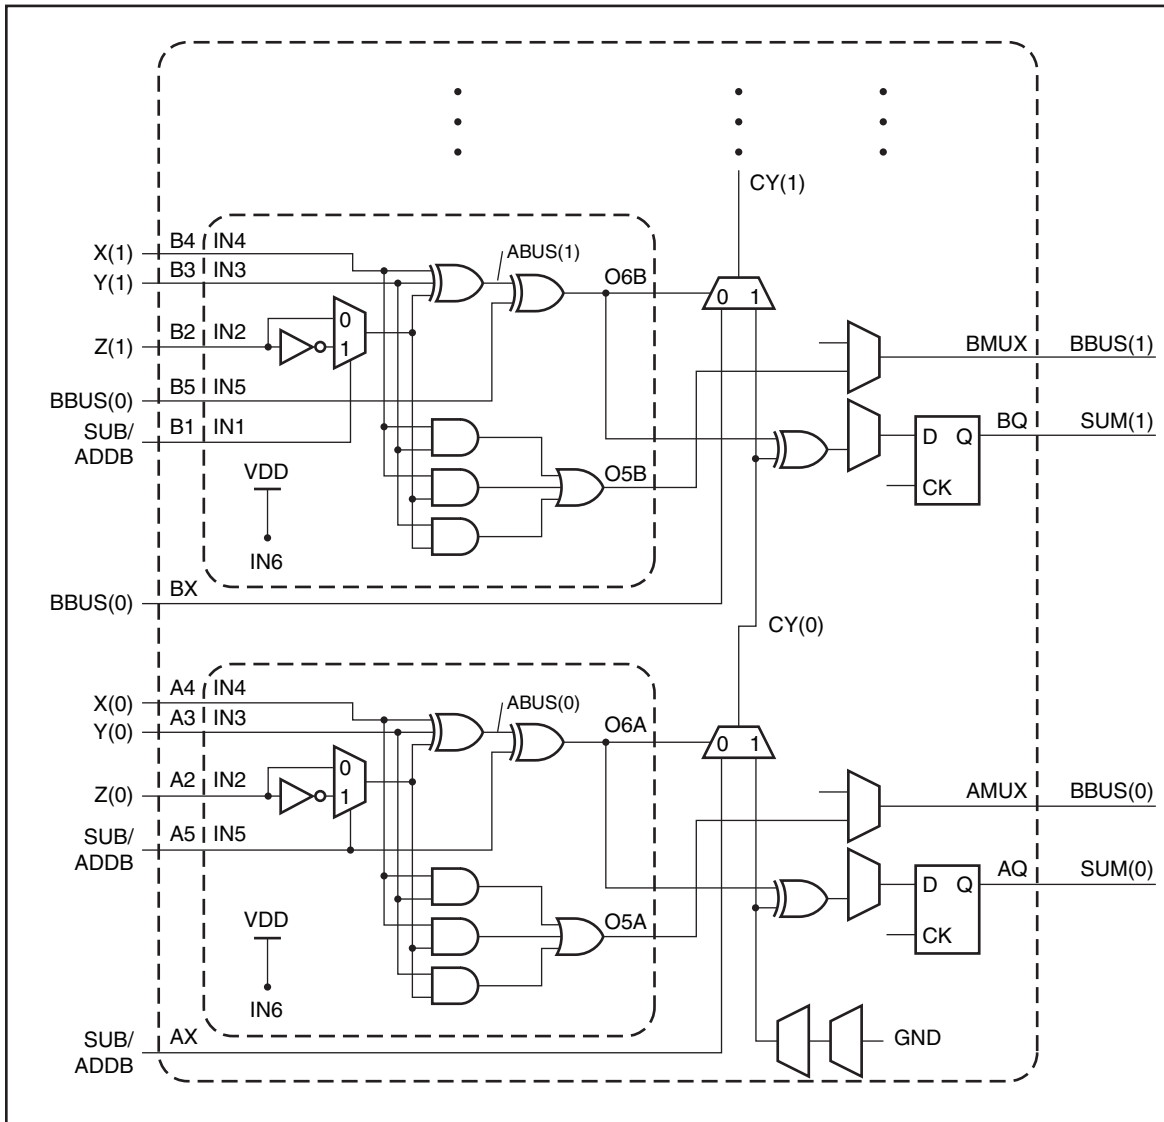 CY(1)
X(1) B4 IN4
Y(1) B3 IN3
ABUS(1)
O6B
0 1
Z(1) B2 IN2
0
1
BMUX BBUS(1)
BBUS(0) B5 IN5
SUB/
ADDB
B1 IN1
BQ SUM(1)
D Q
CK
VDD
O5B
IN6
BBUS(0) BX
CY(0)
X(0) A4 IN4
Y(0) A3 IN3
ABUS(0)
O6A
0 1
Z(0) A2 IN2
0
1
AMUX BBUS(0)
SUB/
ADDB
A5 IN5
AQ SUM(0)
D Q
CK
VDD
O5A
IN6
SUB/
ADDB
AX
GND